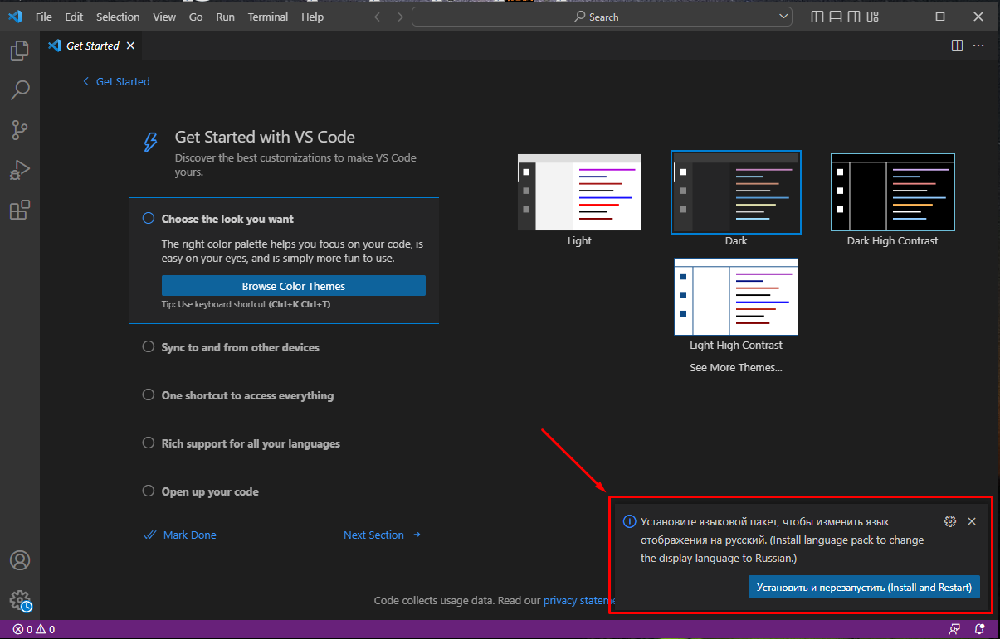 File Edit Selection View Go Run Terminal Help Search
Get Started
Get Started
Get Started with VS Code
Discover the best customizations to make VS Code
yours.
Choose the look you want
The right color palette helps you focus on your code, is
easy on your eyes, and is simply more fun to use.
Browse Color Themes
Tip: Use keyboard shortcut (Ctrl+K Ctrl+T)
Sync to and from other devices
One shortcut to access everything
Rich support for all your languages
Open up your code
Mark Done Next Section
Light Dark Dark High Contrast
Light High Contrast
See More Themes...
Установите языковой пакет, чтобы изменить язык
отображения на русский. (Install language pack to change
the display language to Russian.)
Установить и перезапустить (Install and Restart)
Code collects usage data. Read our privacy stateme
0 0